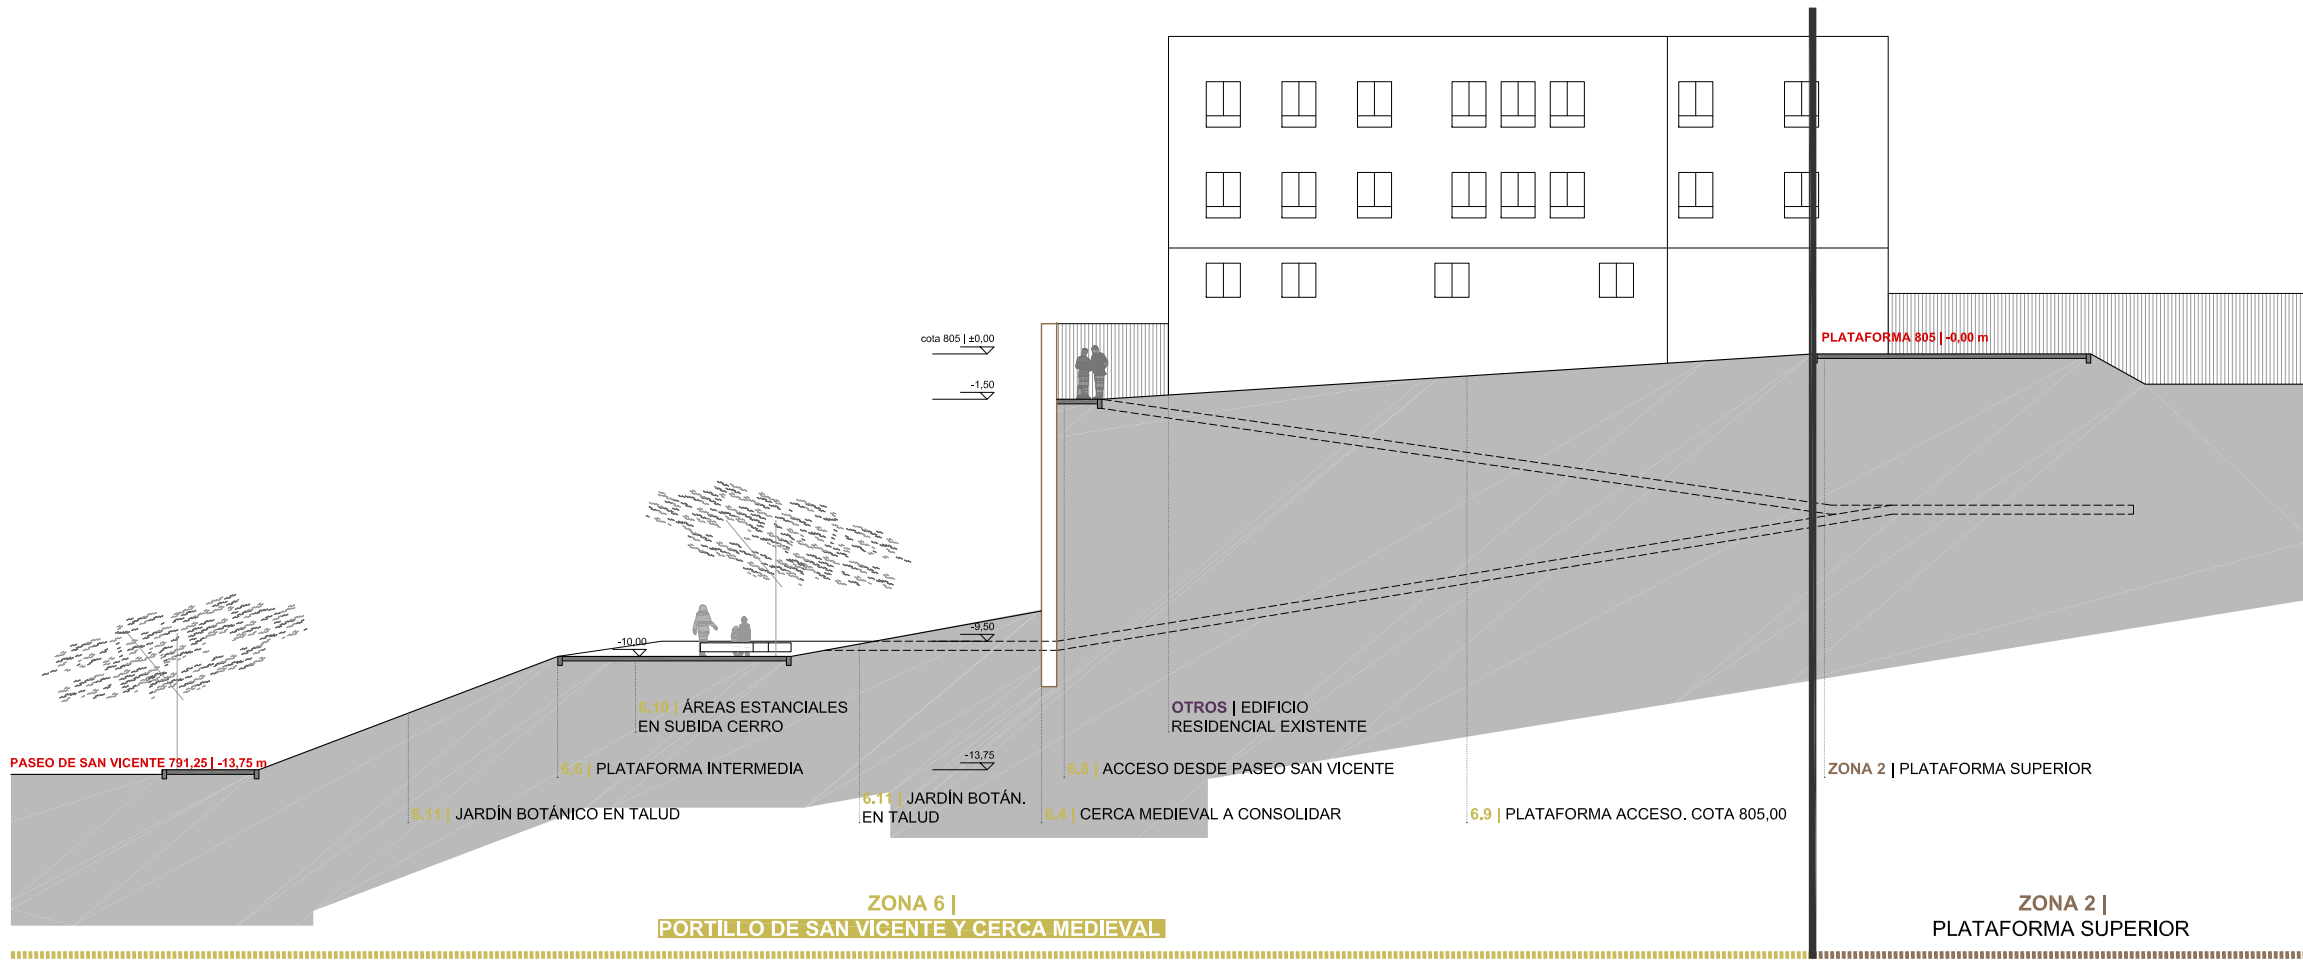 cota 805 | ±0,00
PLATAFORMA 805 | -0,00 m
-1,50
-9,50
-10,00
6.10 | ÁREAS ESTANCIALES
EN SUBIDA CERRO
OTROS | EDIFICIO
RESIDENCIAL EXISTENTE
PASEO DE SAN VICENTE 791,25 | -13,75 m
-13,75
6.6 | PLATAFORMA INTERMEDIA
6.8 | ACCESO DESDE PASEO SAN VICENTE
ZONA 2 | PLATAFORMA SUPERIOR
6.11 | JARDÍN BOTÁNICO EN TALUD
6.11 | JARDÍN BOTÁN.
EN TALUD
6.4 | CERCA MEDIEVAL A CONSOLIDAR
6.9 | PLATAFORMA ACCESO. COTA 805,00
ZONA 6 |
PORTILLO DE SAN VICENTE Y CERCA MEDIEVAL
ZONA 2 |
PLATAFORMA SUPERIOR